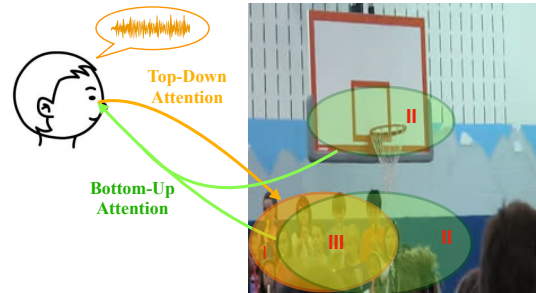 Top-Down
Attention
II
Bottom-Up
Attention
I
III
II